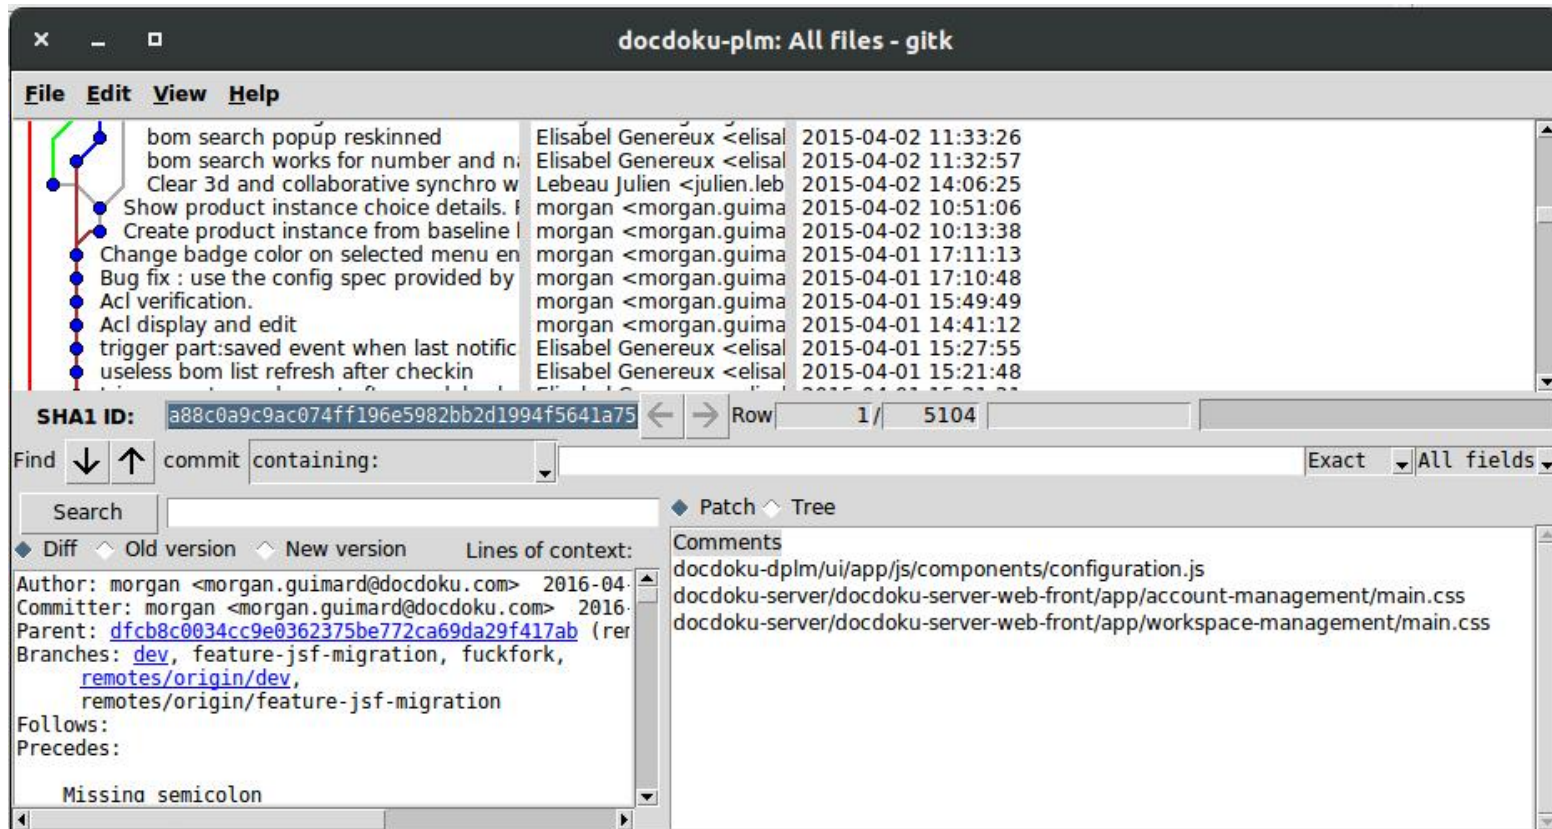 docdoku-plm: All files - gitk
File Edit View Help
bom search popup reskinned Elisabel Genereux <elisal 2015-04-02 11:33:26
bom search works for number and na Elisabel Genereux <elisal 2015-04-02 11:32:57
Clear 3d and collaborative synchro w Lebeau Julien <julien.leb 2015-04-02 14:06:25
Show product instance choice details. morgan <morgan.guima 2015-04-02 10:51:06
Create product instance from baseline morgan <morgan.guima 2015-04-02 10:13:38
Change badge color on selected menu en morgan <morgan.guima 2015-04-01 17:11:13
Bug fix : use the config spec provided by morgan <morgan.guima 2015-04-01 17:10:48
Acl verification. morgan <morgan.guima 2015-04-01 15:49:49
Acl display and edit morgan <morgan.guima 2015-04-01 14:41:12
trigger part:saved event when last notific Elisabel Genereux <elisal 2015-04-01 15:27:55
useless bom list refresh after checkin Elisabel Genereux <elisal 2015-04-01 15:21:48
SHA1 ID: a88c0a9c9ac074ff196e5982bb2d1994f5641a75 Row 1 / 5104
Find commit containing: Exact All fields
Search
Patch Tree
Diff Old version New version Lines of context:
Author: morgan <morgan.guimard@docdoku.com> 2016-04-
Committer: morgan <morgan.guimard@docdoku.com> 2016-
Parent: dfcb8c0034cc9e0362375be772ca69da29f417ab (rem
Branches: dev, feature-jsf-migration, fuckfork,
remotes/origin/dev,
remotes/origin/feature-jsf-migration
Follows:
Precedes:
Missing semicolon
Comments
docdoku-dplm/ui/app/js/components/configuration.js
docdoku-server/docdoku-server-web-front/app/account-management/main.css
docdoku-server/docdoku-server-web-front/app/workspace-management/main.css